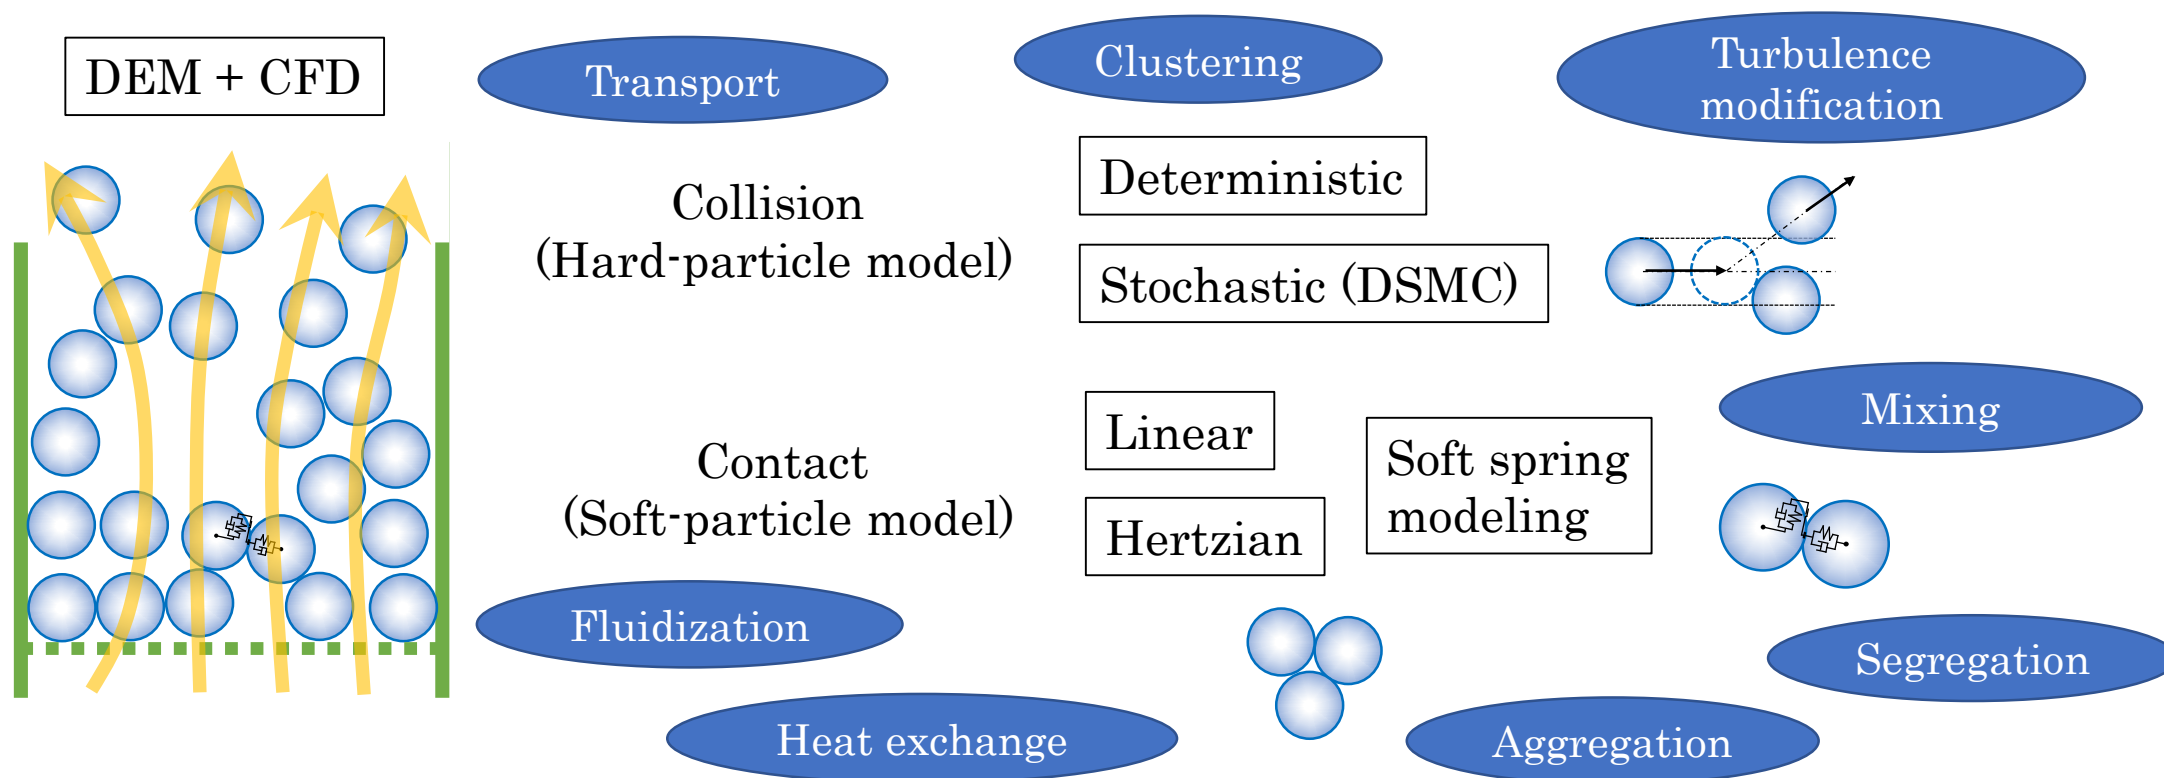 DEM + CFD
Transport
Clustering
Turbulence
modification
Collision
(Hard-particle model)
Deterministic
Stochastic (DSMC)
Contact
(Soft-particle model)
Linear
Hertzian
Soft spring
modeling
Mixing
Fluidization
Segregation
Heat exchange
Aggregation